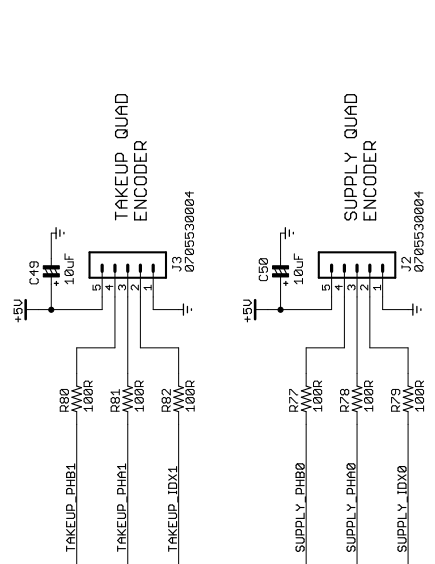 TAKEUP QUAD
ENCODER
J3
0705530004
C49
10uF
+
+5V
5
4
3
2
1
R80
100R
R81
100R
R82
100R
TAKEUP_PHB1
TAKEUP_PHA1
TAKEUP_IDX1
SUPPLY QUAD
ENCODER
J2
0705530004
C50
10uF
+
+5V
5
4
3
2
1
R77
100R
R78
100R
R79
100R
SUPPLY_PHB0
SUPPLY_PHA0
SUPPLY_IDX0